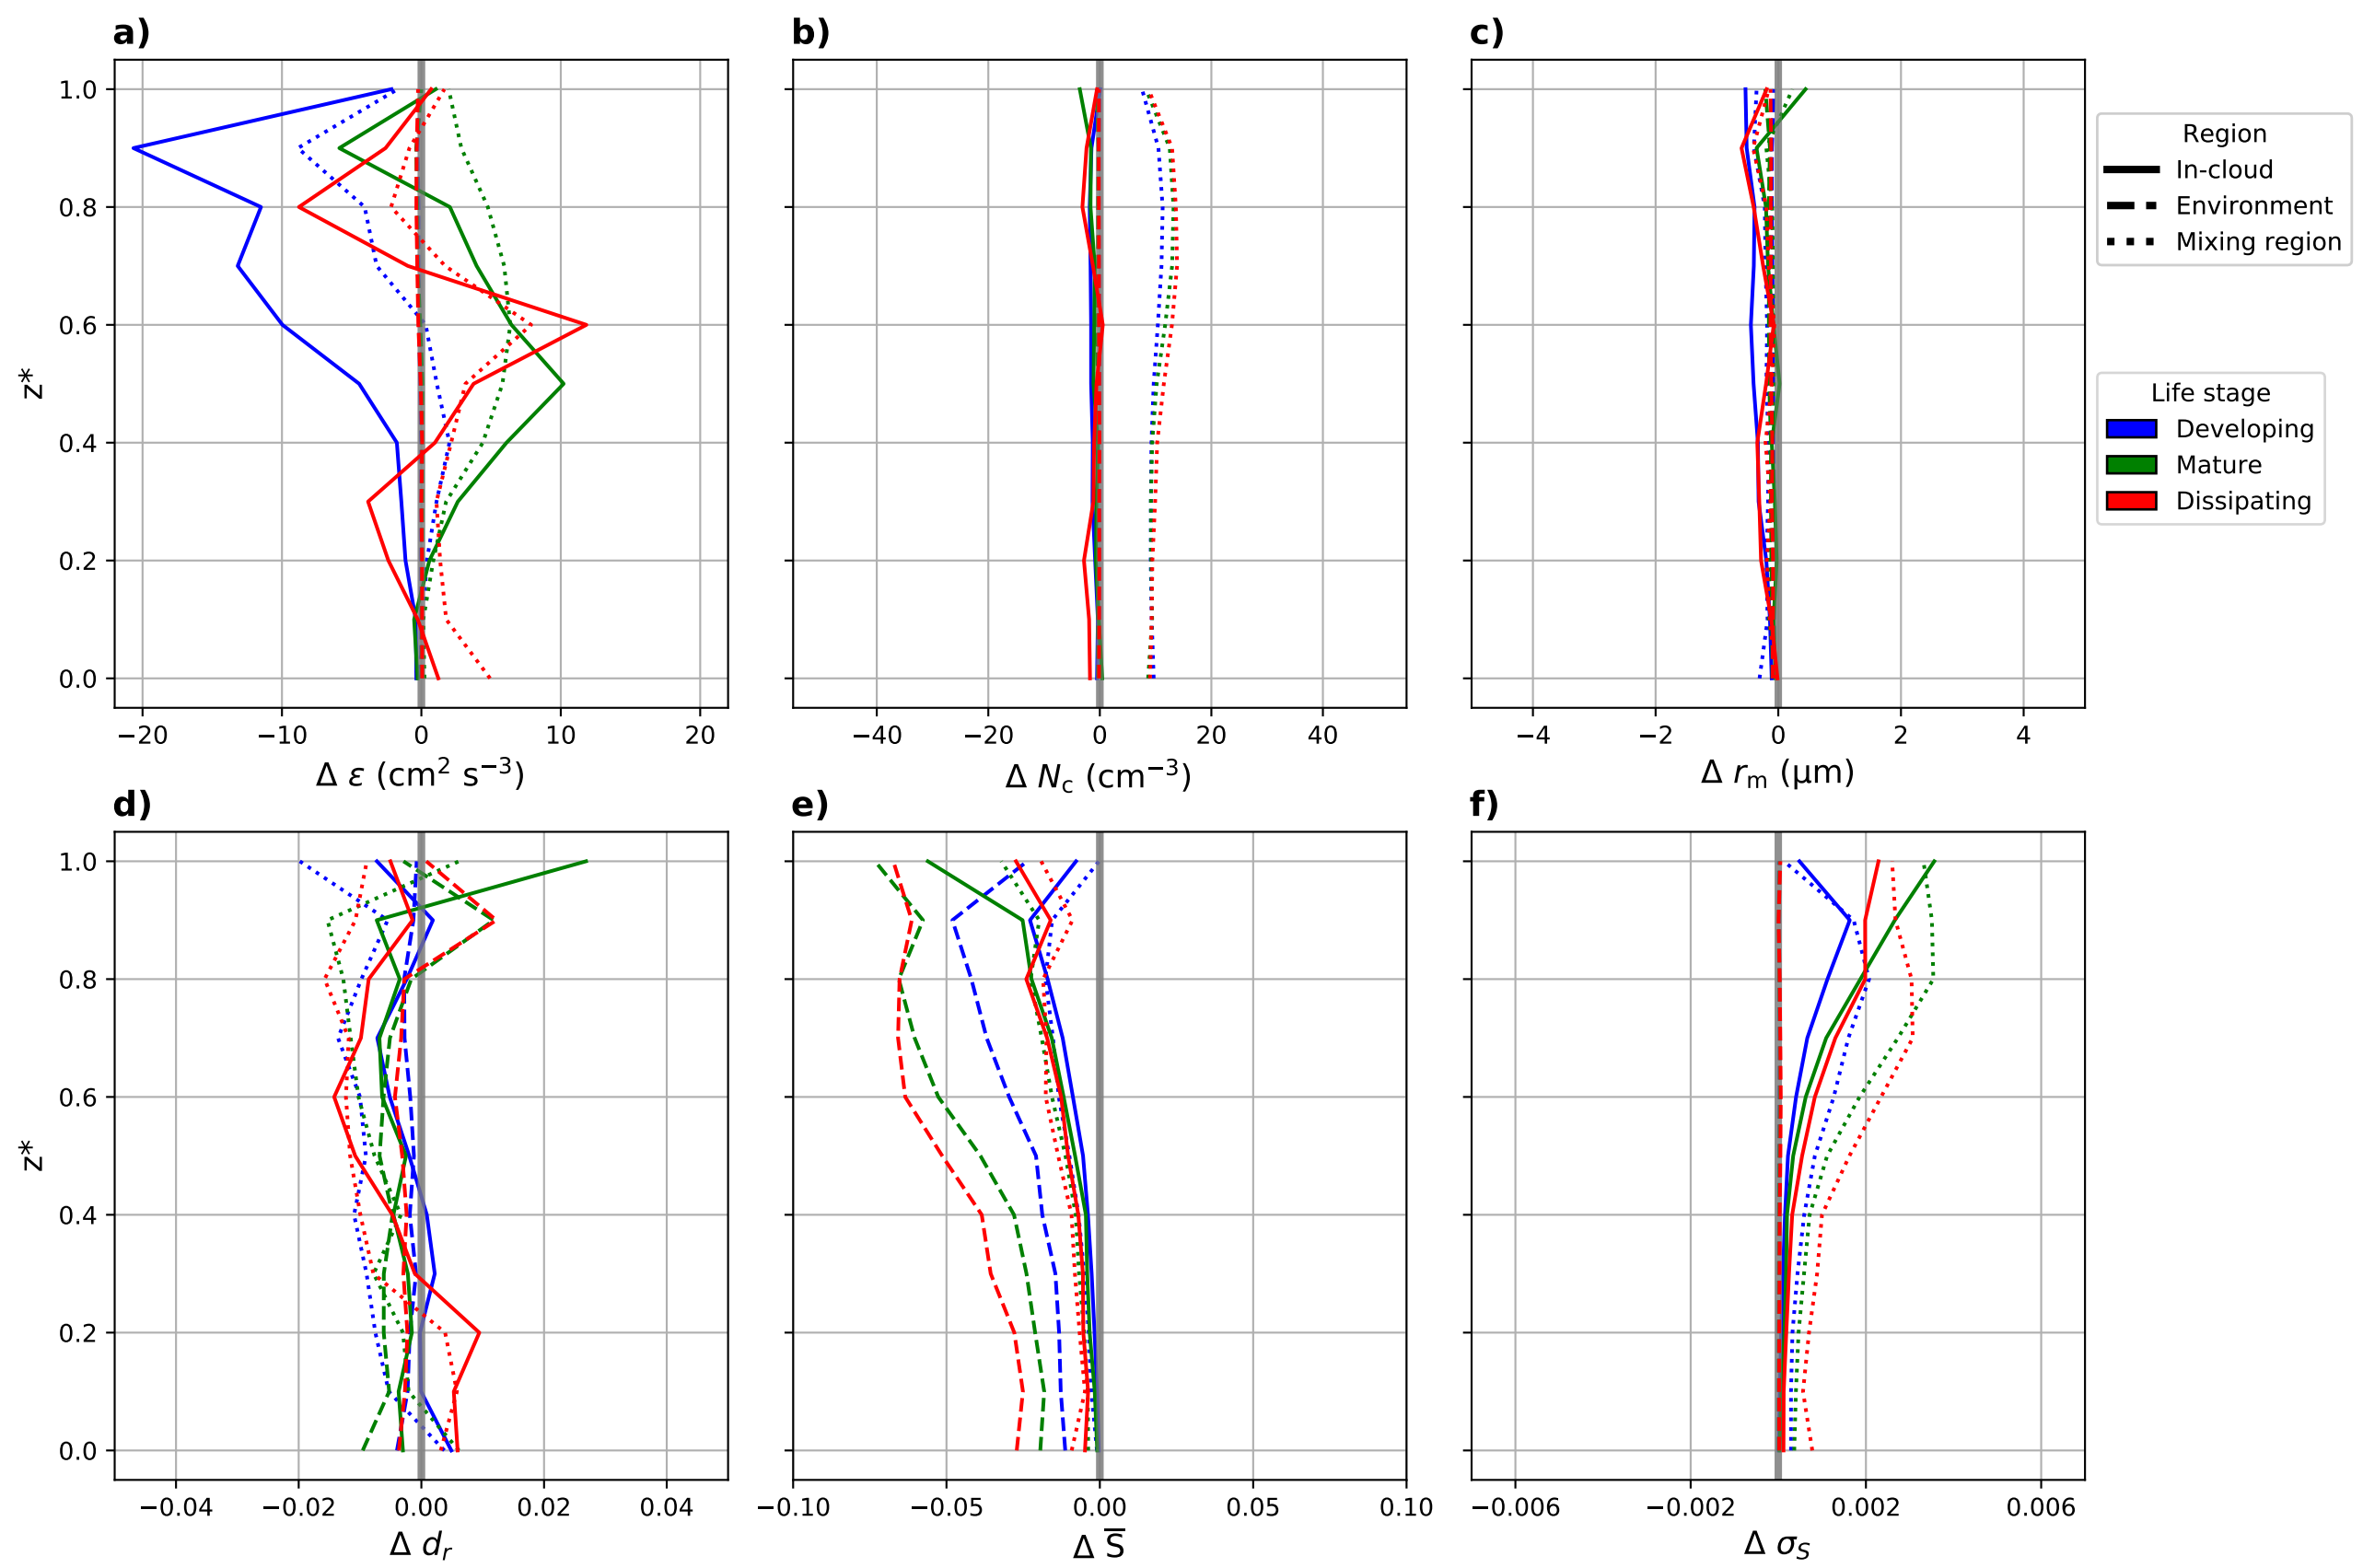 a)
b)
c)
1.0
0.8
0.6
0.4
0.2
0.0
z*
−20
−10
0
10
20
Δ ε (cm² s⁻³)
−40
−20
0
20
40
Δ N_c (cm⁻³)
−4
−2
0
2
4
Δ r_m (µm)
Region
In-cloud
Environment
Mixing region
Life stage
Developing
Mature
Dissipating
d)
e)
f)
1.0
0.8
0.6
0.4
0.2
0.0
z*
−0.04
−0.02
0.00
0.02
0.04
Δ d_r
−0.10
−0.05
0.00
0.05
0.10
Δ S̅
−0.006
−0.002
0.002
0.006
Δ σ_S